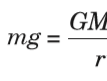 mg = GM
r